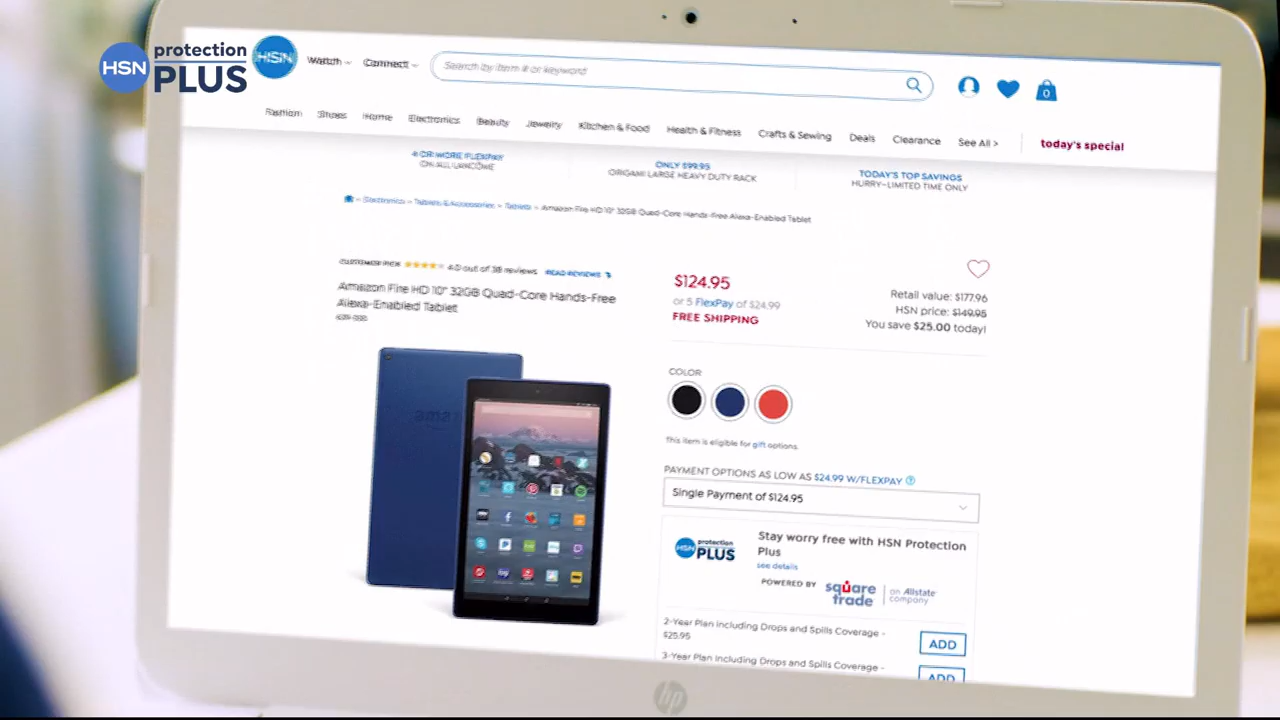 HSN protection PLUS
HSN
Watch
Connect
Search by item # or keyword
0
Fashion
Shoes
Home
Electronics
Beauty
Jewelry
Kitchen & Food
Health & Fitness
Crafts & Sewing
Deals
Clearance
See All >
today's special
4 OR MORE FLEXPAY
ON ALL LANCOME
ONLY $99.95
ORIGAMI LARGE HEAVY DUTY RACK
TODAY'S TOP SAVINGS
HURRY–LIMITED TIME ONLY
Electronics > Tablets & Accessories > Tablets > Amazon Fire HD 10" 32GB Quad-Core Hands-Free Alexa-Enabled Tablet
CUSTOMER PICK 4.0 out of 38 reviews READ REVIEWS
Amazon Fire HD 10" 32GB Quad-Core Hands-Free
Alexa-Enabled Tablet
$124.95
or 5 FlexPay of $24.99
FREE SHIPPING
Retail value: $177.96
HSN price: $149.95
You save $25.00 today!
COLOR
This item is eligible for gift options.
PAYMENT OPTIONS AS LOW AS $24.99 W/FLEXPAY
Single Payment of $124.95
HSN protection PLUS
Stay worry free with HSN Protection
Plus
see details
POWERED BY
square
trade
an Allstate
company
2-Year Plan Including Drops and Spills Coverage -
$25.95
ADD
3-Year Plan Including Drops and Spills Coverage -
ADD
hp